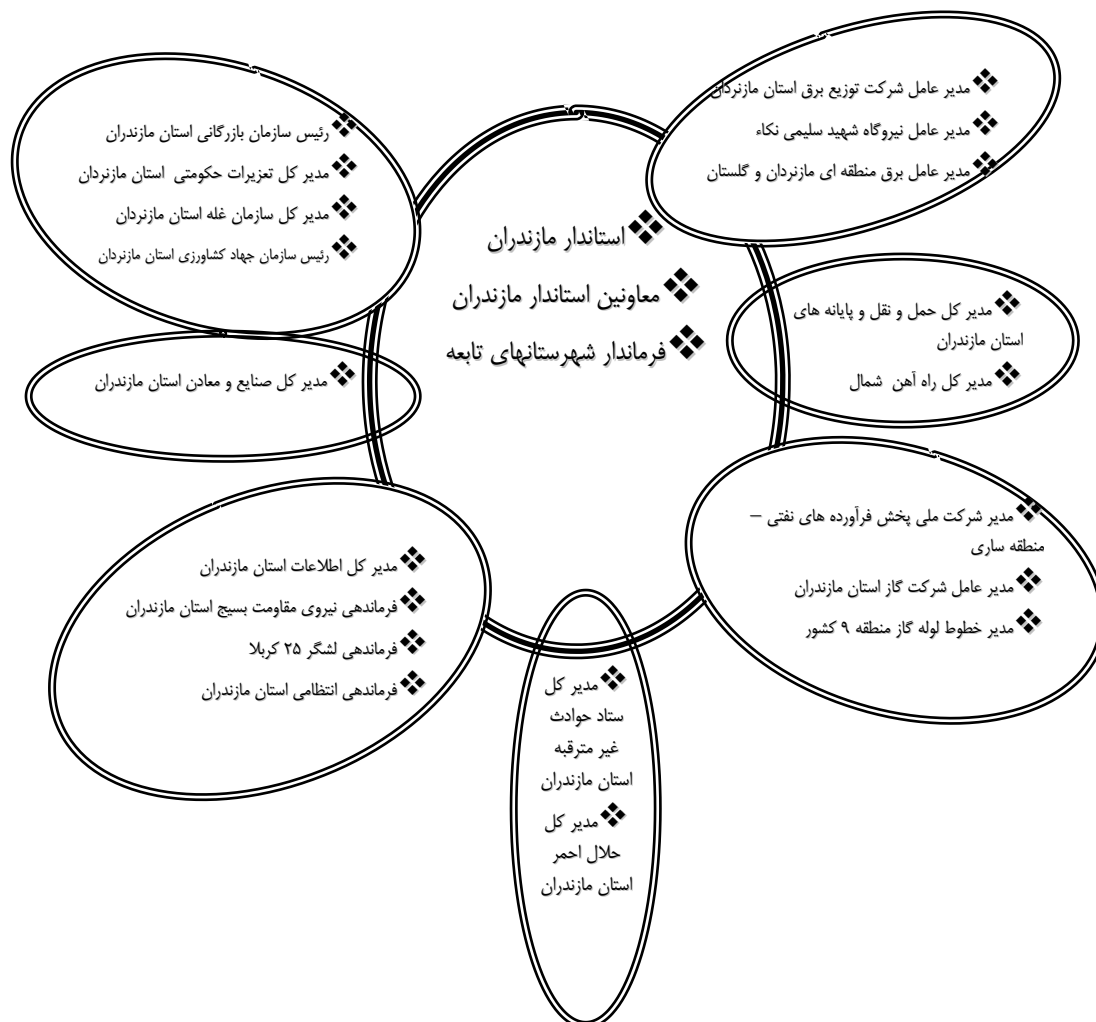 ❖مدیر عامل شرکت توزیع برق استان مازنردان
❖مدیر عامل نیروگاه شهید سلیمی نکاء
❖مدیر عامل برق منطقه ای مازنردان و گلستان
❖رئیس سازمان بازرگانی استان مازندران
❖مدیر کل تعزیرات حکومتی استان مازنردان
❖مدیر کل سازمان غله استان مازنردان
❖رئیس سازمان جهاد کشاورزی استان مازنردان
❖استاندار مازندران
❖معاونین استاندار مازندران
❖فرماندار شهرستانهای تابعه
❖مدیر کل حمل و نقل و پایانه های
استان مازندران
❖مدیر کل راه آهن شمال
❖مدیر کل صنایع و معادن استان مازندران
❖مدیر شرکت ملی پخش فرآورده های نفتی –
منطقه ساری
❖مدیر عامل شرکت گاز استان مازندران
❖مدیر خطوط لوله گاز منطقه ۹ کشور
❖مدیر کل اطلاعات استان مازندران
❖فرماندهی نیروی مقاومت بسیج استان مازندران
❖فرماندهی لشگر ۲۵ کربلا
❖فرماندهی انتظامی استان مازندران
❖مدیر کل
ستاد حوادث
غیر مترقبه
استان مازندران
❖مدیر کل
حلال احمر
استان مازندران